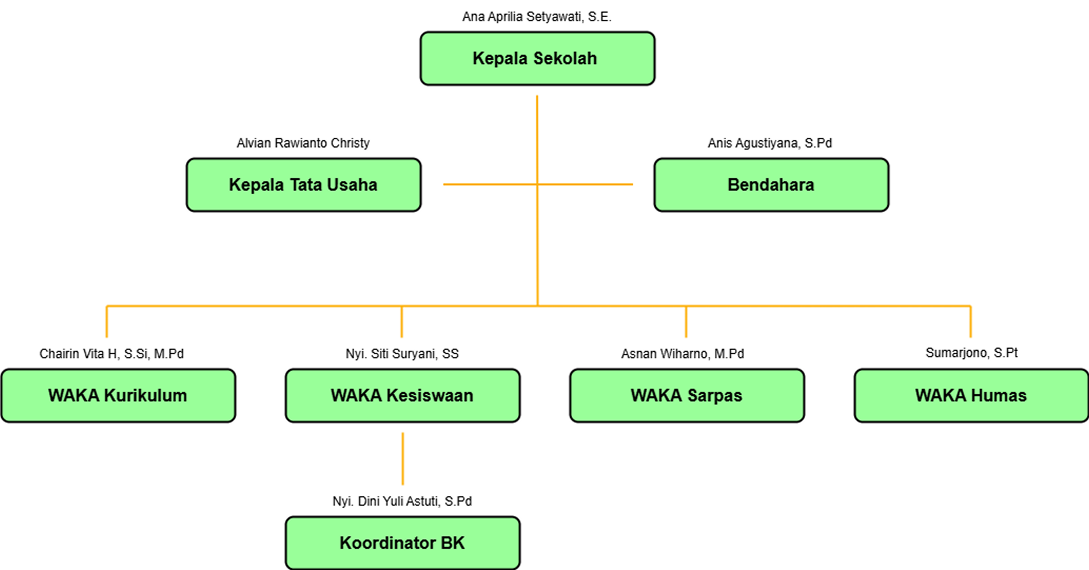 Ana Aprilia Setyawati, S.E.
Kepala Sekolah
Alvian Rawianto Christy
Kepala Tata Usaha
Anis Agustiyana, S.Pd
Bendahara
Chairin Vita H, S.Si, M.Pd
WAKA Kurikulum
Nyi. Siti Suryani, SS
WAKA Kesiswaan
Asnan Wiharno, M.Pd
WAKA Sarpas
Sumarjono, S.Pt
WAKA Humas
Nyi. Dini Yuli Astuti, S.Pd
Koordinator BK